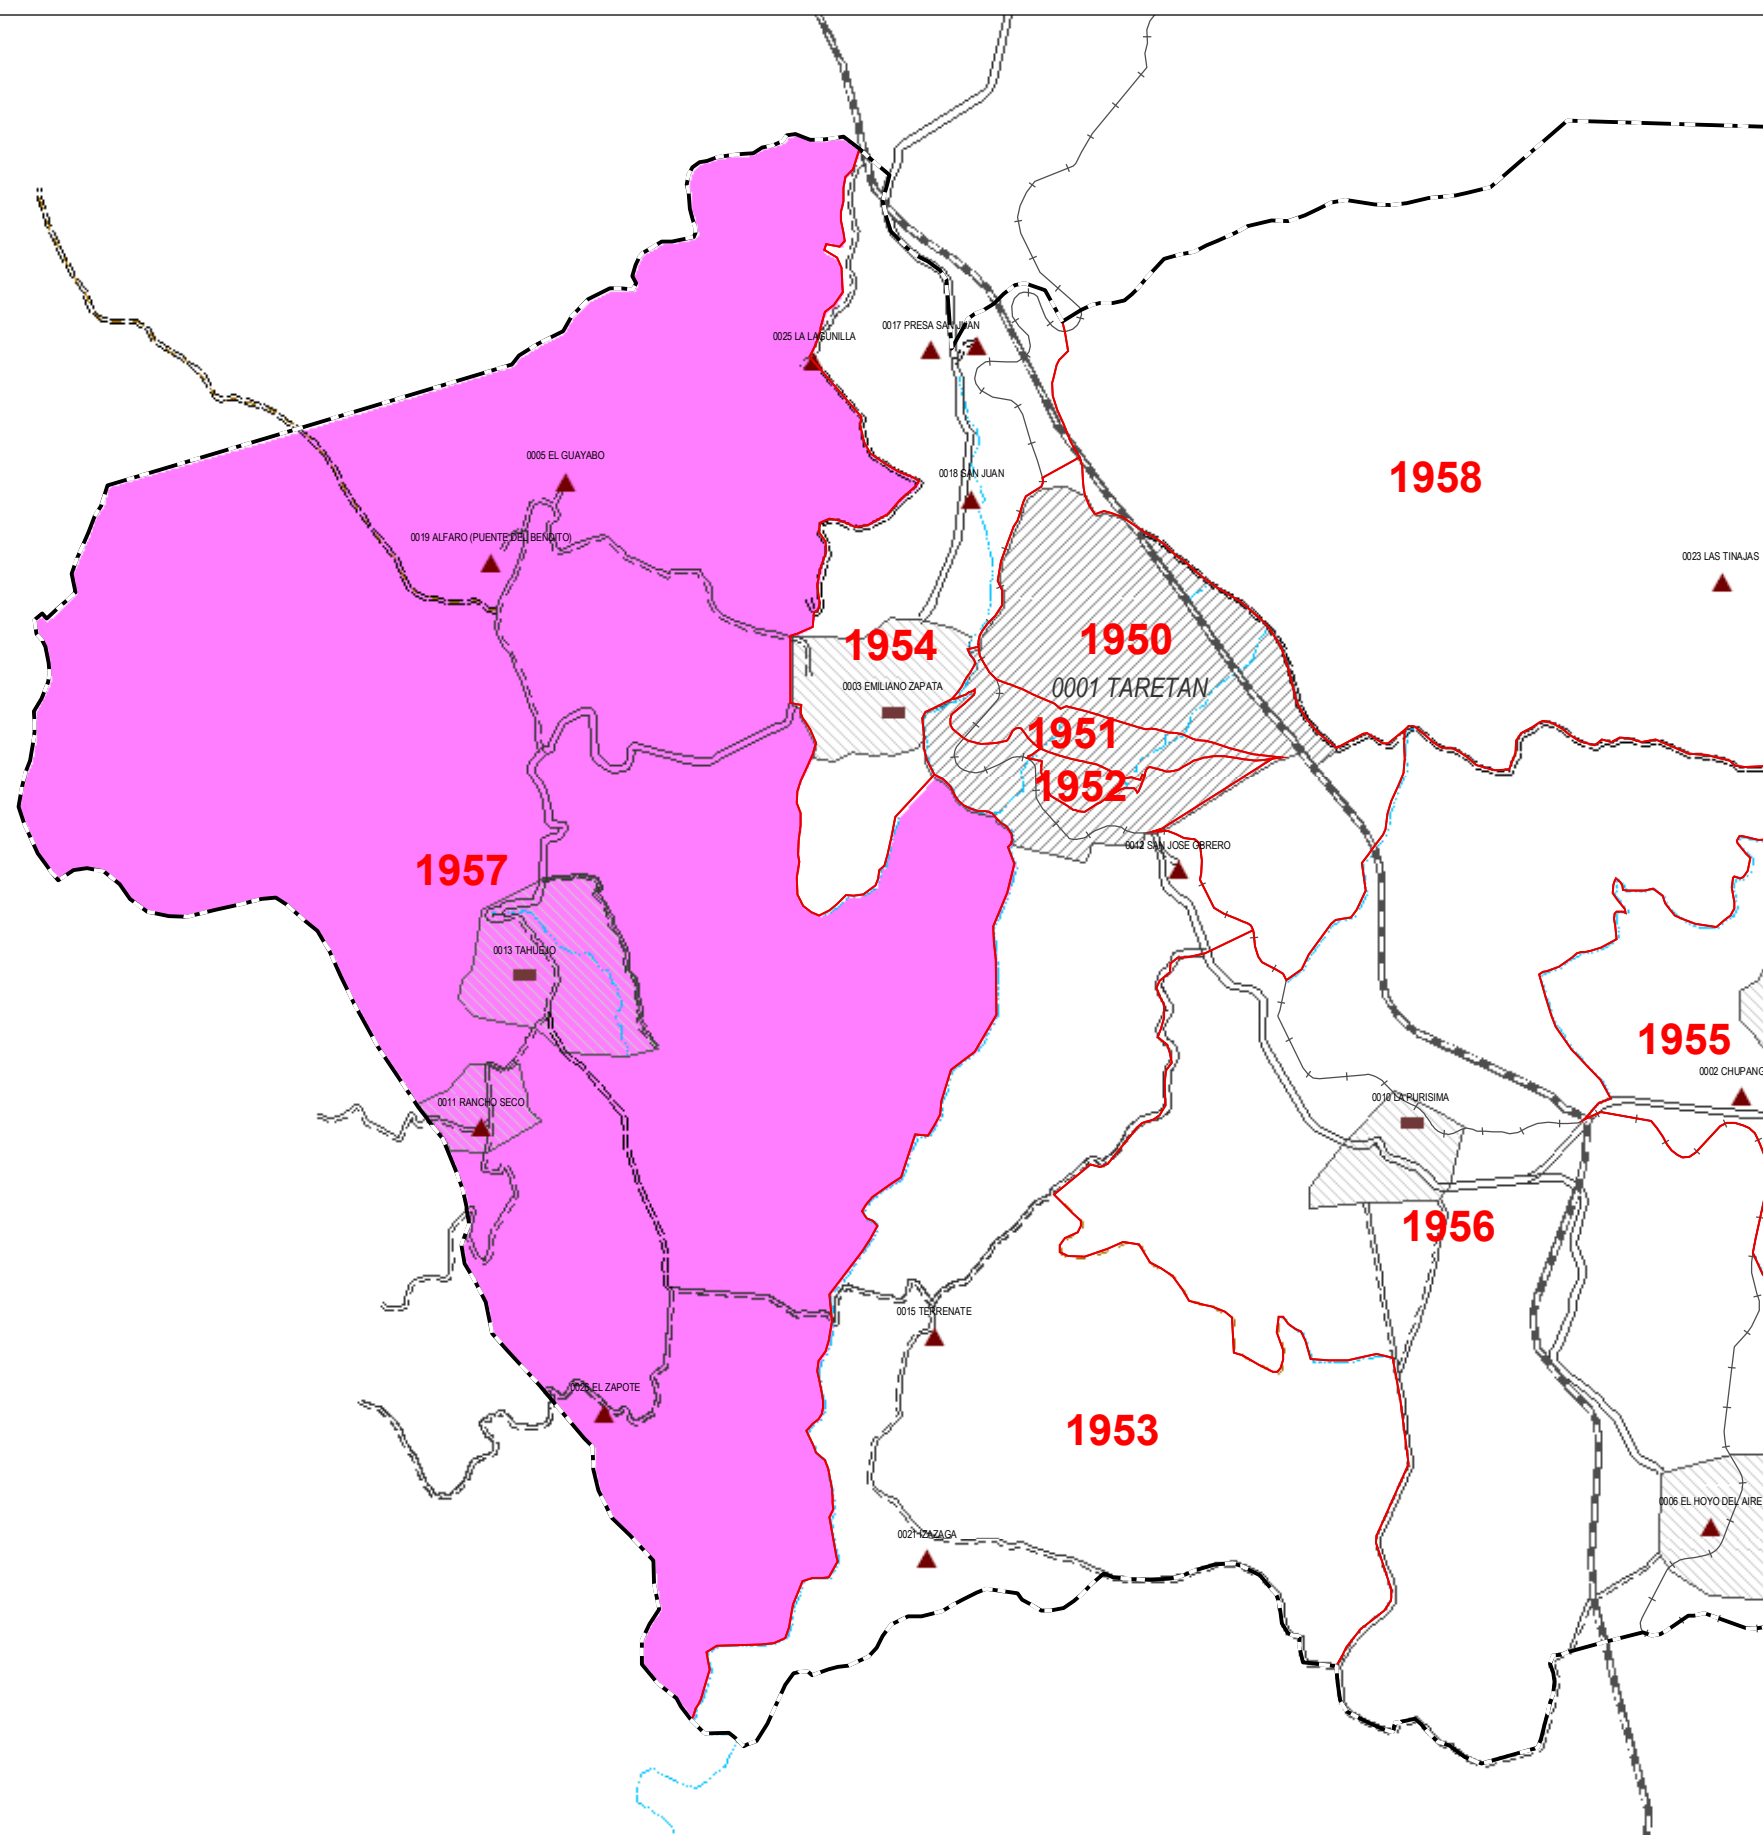 0025 LA LAGUNILLA
0017 PRESA SAN JUAN
0005 EL GUAYABO
0018 SAN JUAN
1958
0019 ALFARO (PUENTE DEL BENDITO)
0023 LAS TINAJAS
1954
1950
0003 EMILIANO ZAPATA
0001 TARETAN
1951
1952
0012 SAN JOSE OBRERO
1957
0013 TAHUEJO
1955
0002 CHUPANG
0011 RANCHO SECO
0010 LA PURISIMA
1956
0015 TERRENATE
EL ZAPOTE
1953
0006 EL HOYO DEL AIRE
0021 IZAZAGA